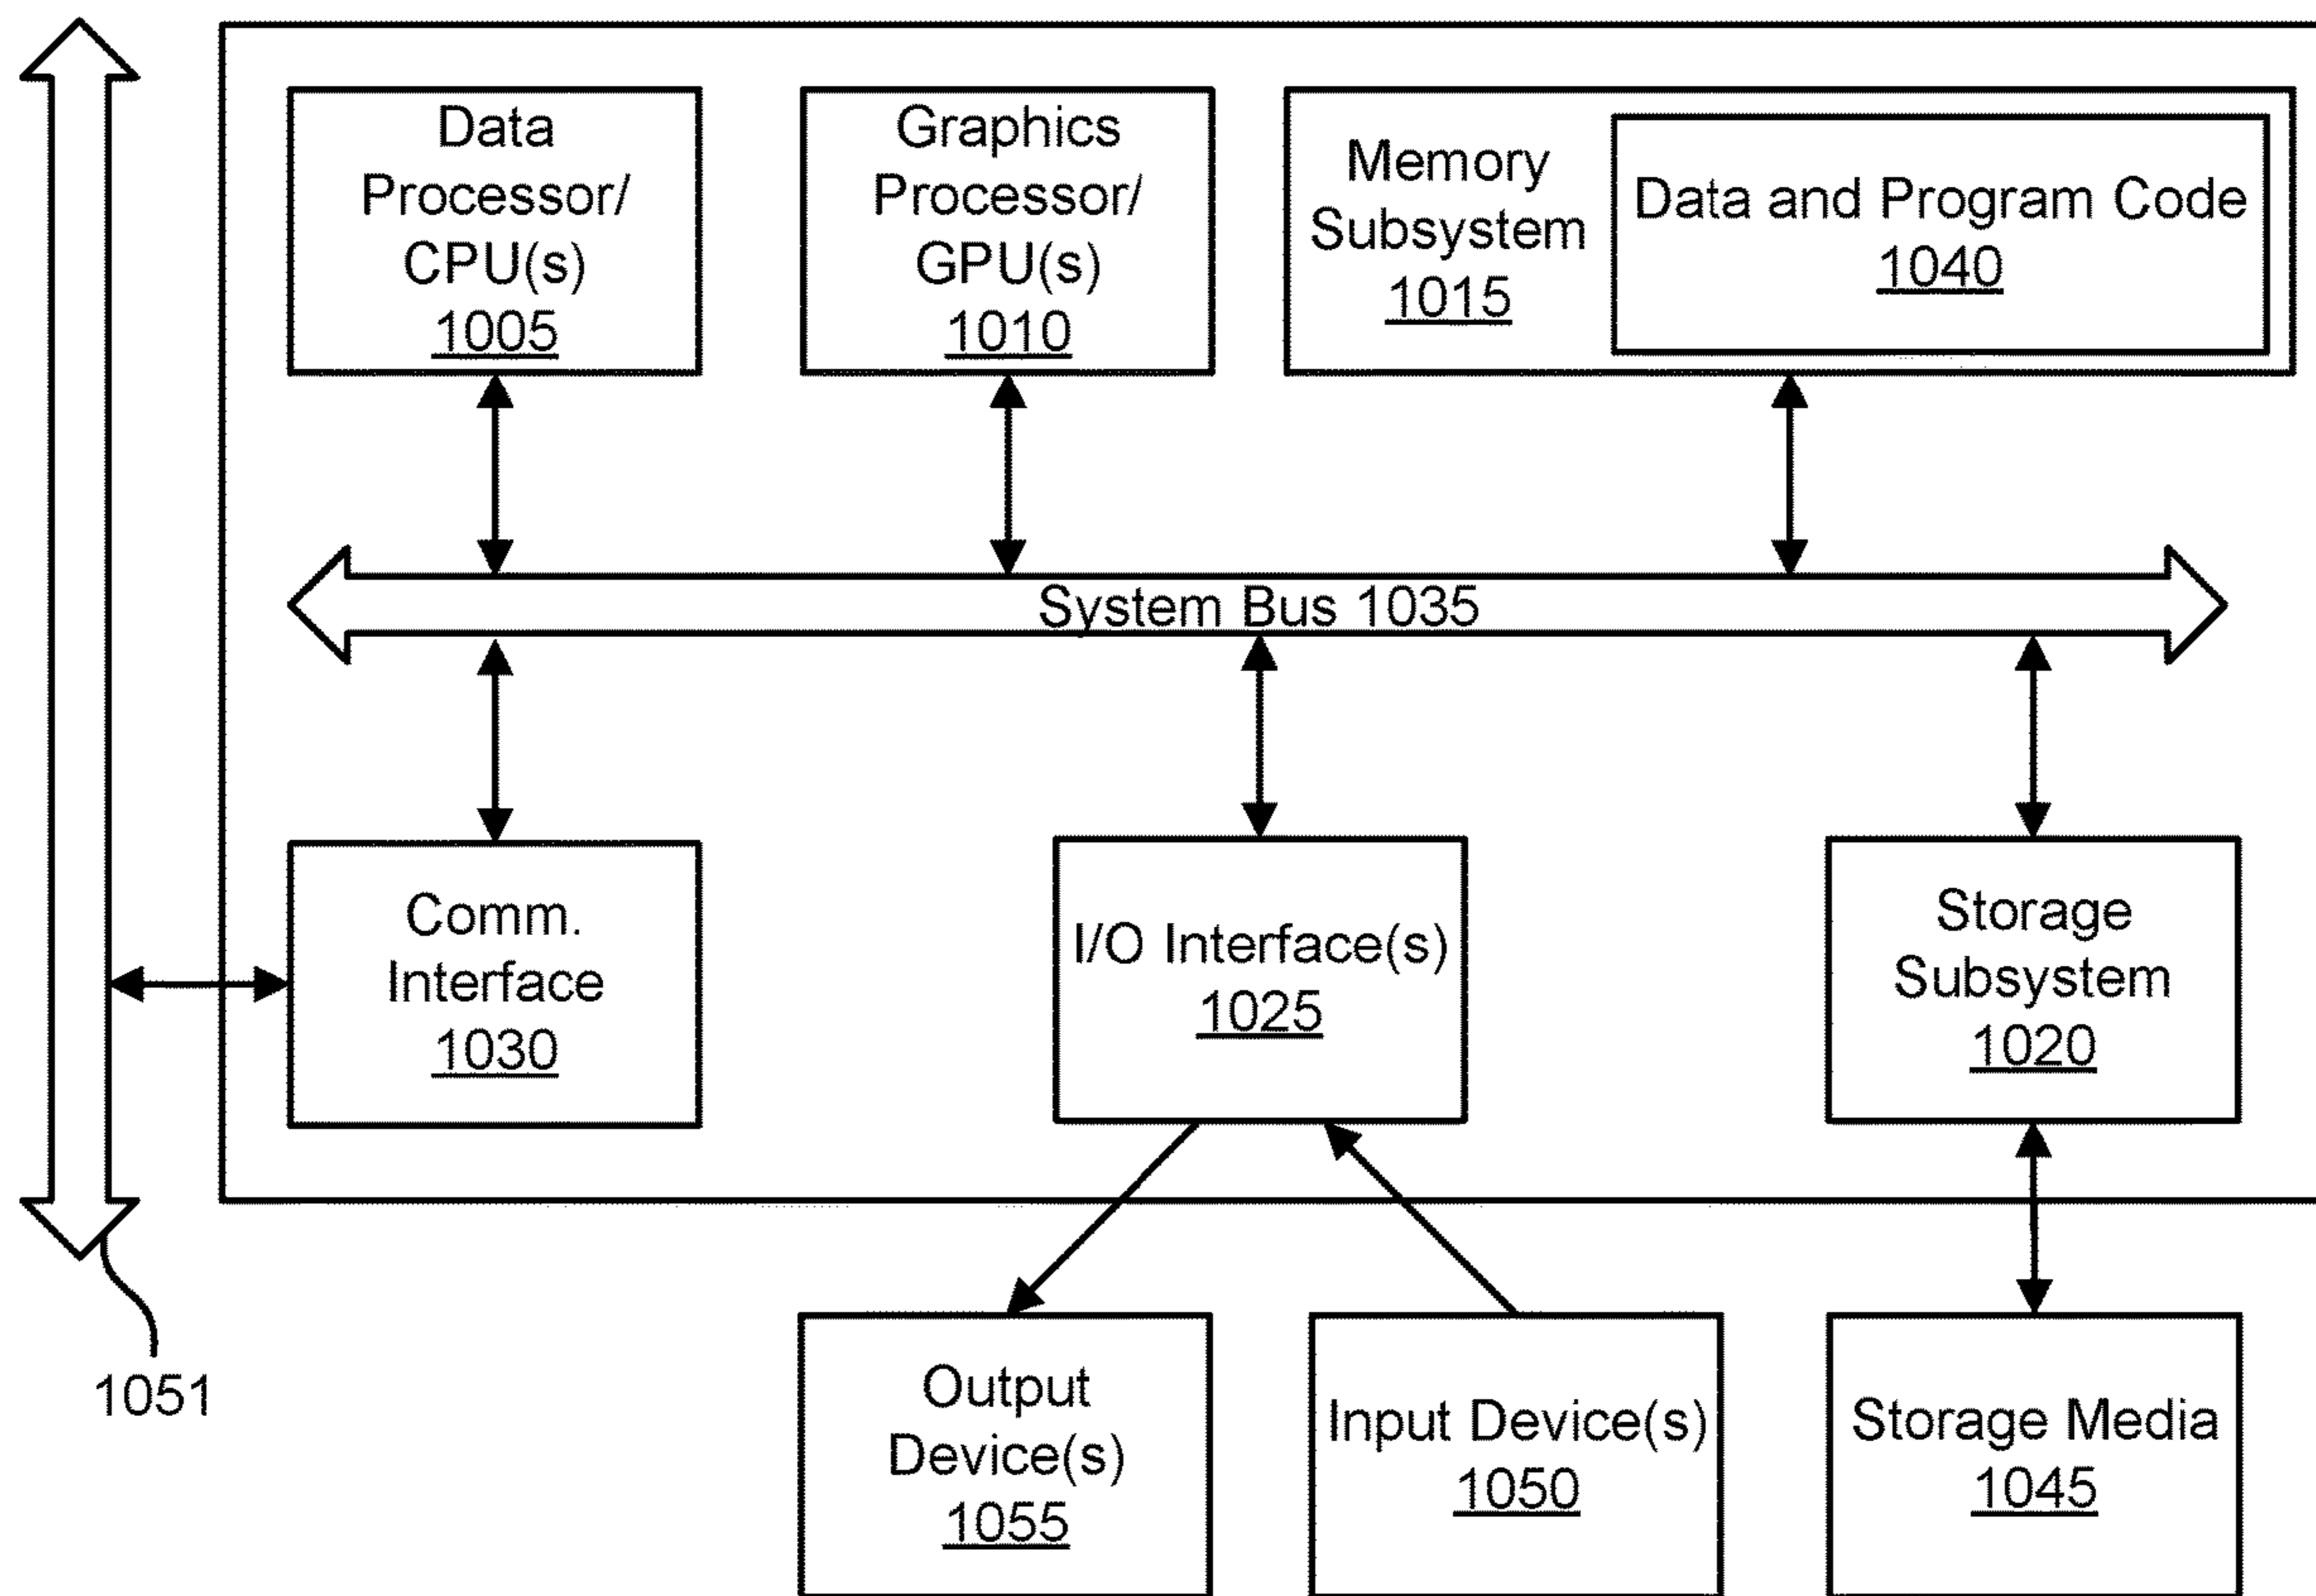 Data
Processor/
CPU(s)
1005
Graphics
Processor/
GPU(s)
1010
Memory
Subsystem
1015
Data and Program Code
1040
System Bus 1035
Comm.
Interface
1030
I/O Interface(s)
1025
Storage
Subsystem
1020
1051
Output
Device(s)
1055
Input Device(s)
1050
Storage Media
1045